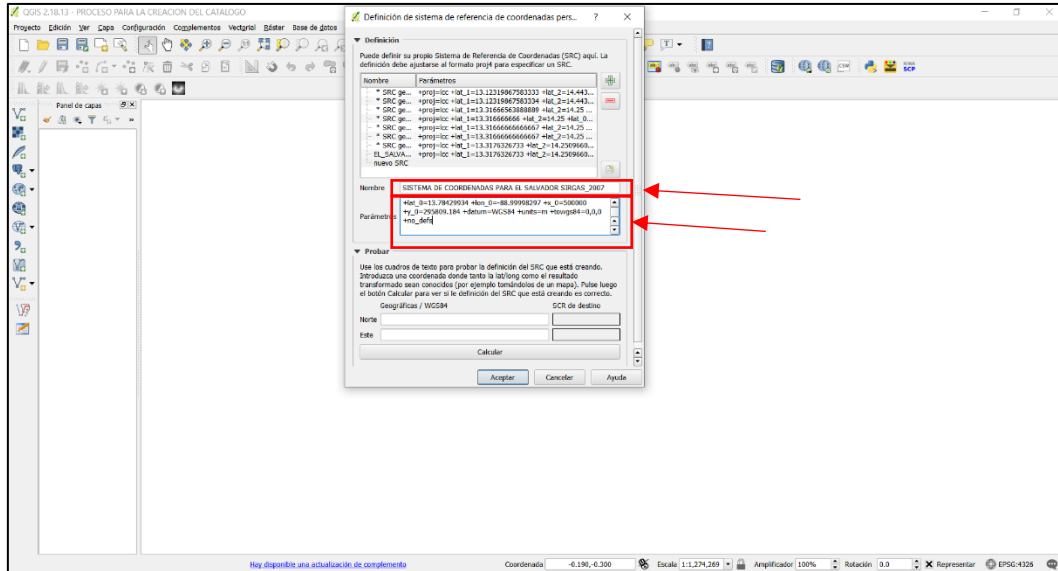 QGIS 2.18.13 - PROCESO PARA LA CREACION DEL CATALOGO
Proyecto Edición Ver Capa Configuración Complementos Vectorial Ráster Base de datos
Panel de capas
Definición de sistema de referencia de coordenadas pers... ? ×
Definición
Puede definir su propio Sistema de Referencia de Coordenadas (SRC) aquí. La
definición debe ajustarse al formato proj4 para especificar un SRC.
Nombre Parámetros
* SRC ge... +proj=lcc +lat_1=13.12319867583333 +lat_2=14.443...
* SRC ge... +proj=lcc +lat_1=13.12319867583334 +lat_2=14.443...
* SRC ge... +proj=lcc +lat_1=13.31666563888889 +lat_2=14.25 ...
* SRC ge... +proj=lcc +lat_1=13.31666666 +lat_2=14.25 +lat_0...
* SRC ge... +proj=lcc +lat_1=13.31666666666667 +lat_2=14.25 ...
* SRC ge... +proj=lcc +lat_1=13.31666666666667 +lat_2=14.25 ...
* SRC ge... +proj=lcc +lat_1=13.3176326733 +lat_2=14.2509660...
EL_SALVA... +proj=lcc +lat_1=13.3176326733 +lat_2=14.2509660...
nuevo SRC
Nombre SISTEMA DE COORDENADAS PARA EL SALVADOR SIRGAS_2007
Parámetros
+lat_0=13.78429934 +lon_0=-88.99998297 +x_0=500000
+y_0=295809.184 +datum=WGS84 +units=m +towgs84=0,0,0
+no_defs
Probar
Use los cuadros de texto para probar la definición del SRC que está creando.
Introduzca una coordenada donde tanto la lat/long como el resultado
transformado sean conocidos (por ejemplo tomándolos de un mapa). Pulse luego
el botón Calcular para ver si le definición del SRC que está creando es correcto.
Geográficas / WGS84 SCR de destino
Norte
Este
Calcular
Aceptar Cancelar Ayuda
CSW
SCP
Hay disponible una actualización de complemento Coordenada -0.190,-0.300 Escala 1:1,274,269 Amplificador 100% Rotación 0.0 Representar EPSG:4326